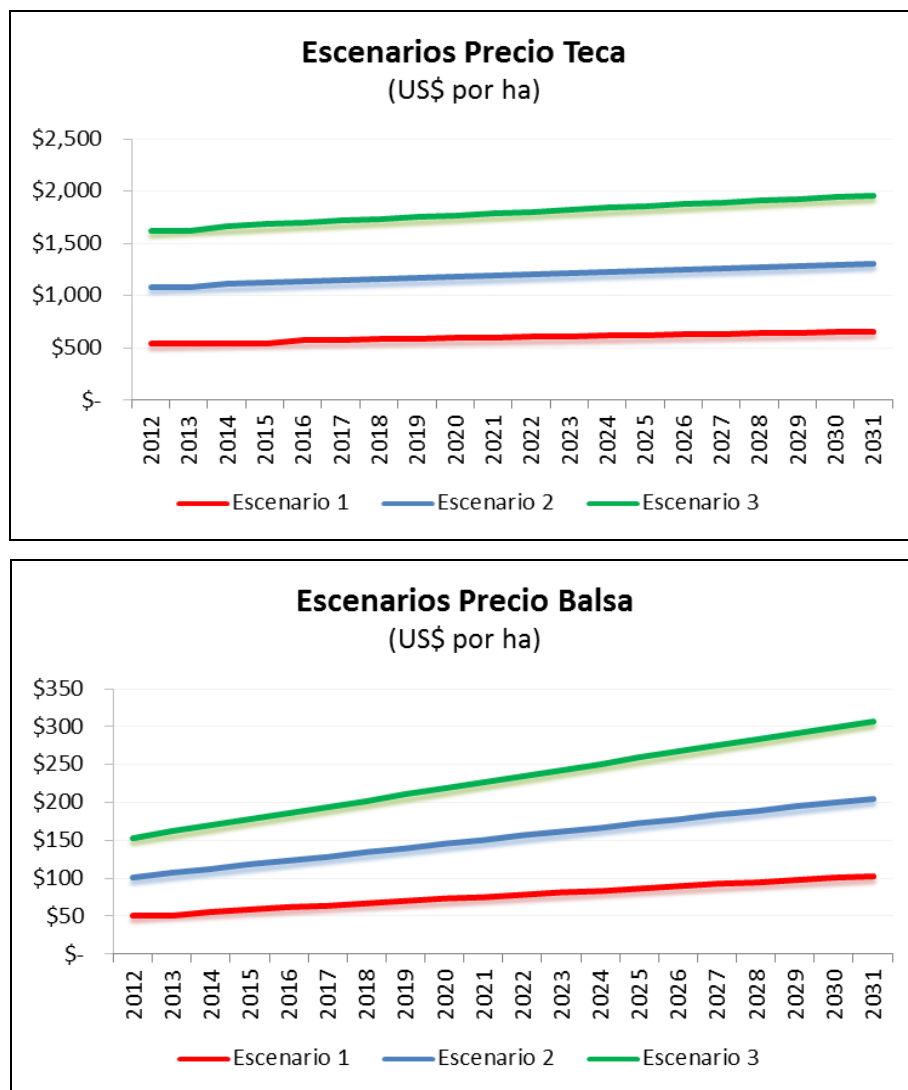 Escenarios Precio Teca
(US$ por ha)
$2,500
$2,000
$1,500
$1,000
$500
$-
2012 2013 2014 2015 2016 2017 2018 2019 2020 2021 2022 2023 2024 2025 2026 2027 2028 2029 2030 2031
Escenario 1 Escenario 2 Escenario 3
Escenarios Precio Balsa
(US$ por ha)
$350
$300
$250
$200
$150
$100
$50
$-
2012 2013 2014 2015 2016 2017 2018 2019 2020 2021 2022 2023 2024 2025 2026 2027 2028 2029 2030 2031
Escenario 1 Escenario 2 Escenario 3